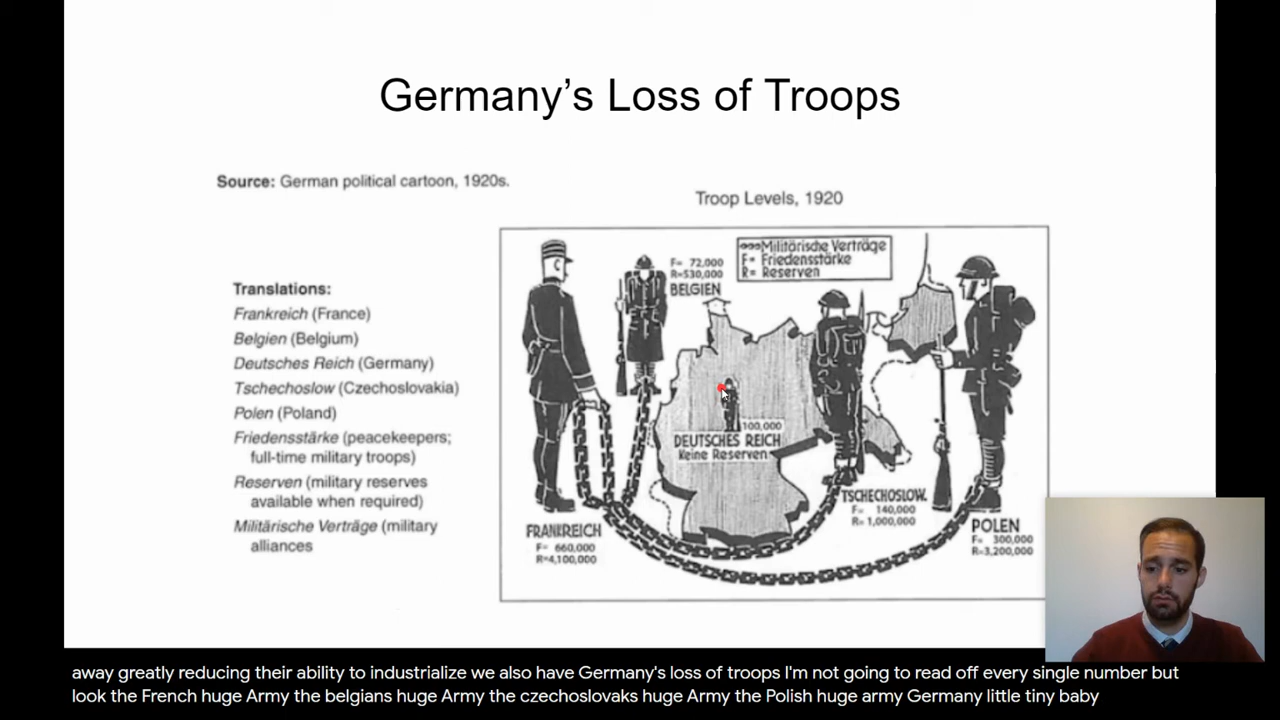 Germany's Loss of Troops
Source: German political cartoon, 1920s.
Troop Levels, 1920
Translations:
Frankreich (France)
Belgien (Belgium)
Deutsches Reich (Germany)
Tschechoslow (Czechoslovakia)
Polen (Poland)
Friedensstärke (peacekeepers;
full-time military troops)
Reserven (military reserves
available when required)
Militärische Verträge (military
alliances
Militärische Verträge
F= Friedensstärke
R= Reserven
F= 72,000
R=530,000
BELGIEN
100,000
DEUTSCHES REICH
Keine Reserven
FRANKREICH
F= 660,000
R=4,100,000
TSCHECHOSLOW.
F= 140,000
R= 1,000,000
POLEN
F= 300,000
R=3,200,000
away greatly reducing their ability to industrialize we also have Germany's loss of troops I'm not going to read off every single number but
look the French huge Army the belgians huge Army the czechoslovaks huge Army the Polish huge army Germany little tiny baby